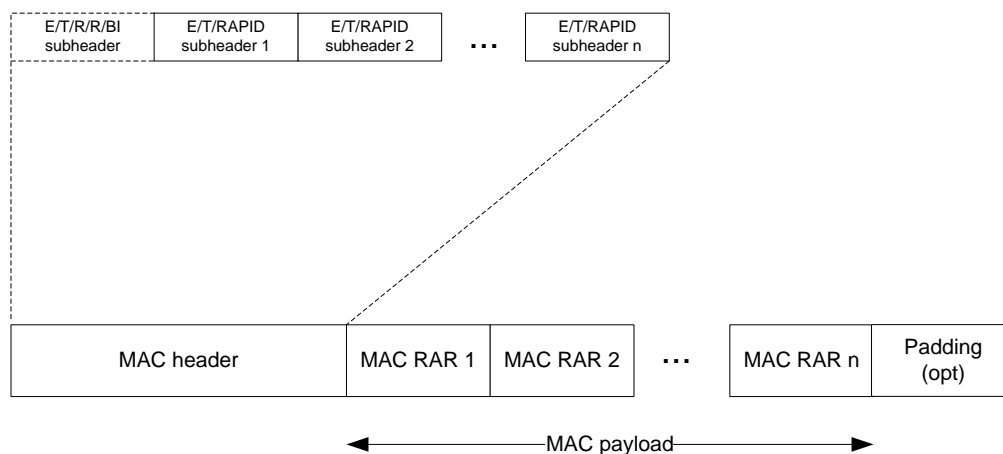 E/T/R/R/BI
subheader
E/T/RAPID
subheader 1
E/T/RAPID
subheader 2
...
E/T/RAPID
subheader n
MAC header
MAC RAR 1
MAC RAR 2
...
MAC RAR n
Padding
(opt)
MAC payload